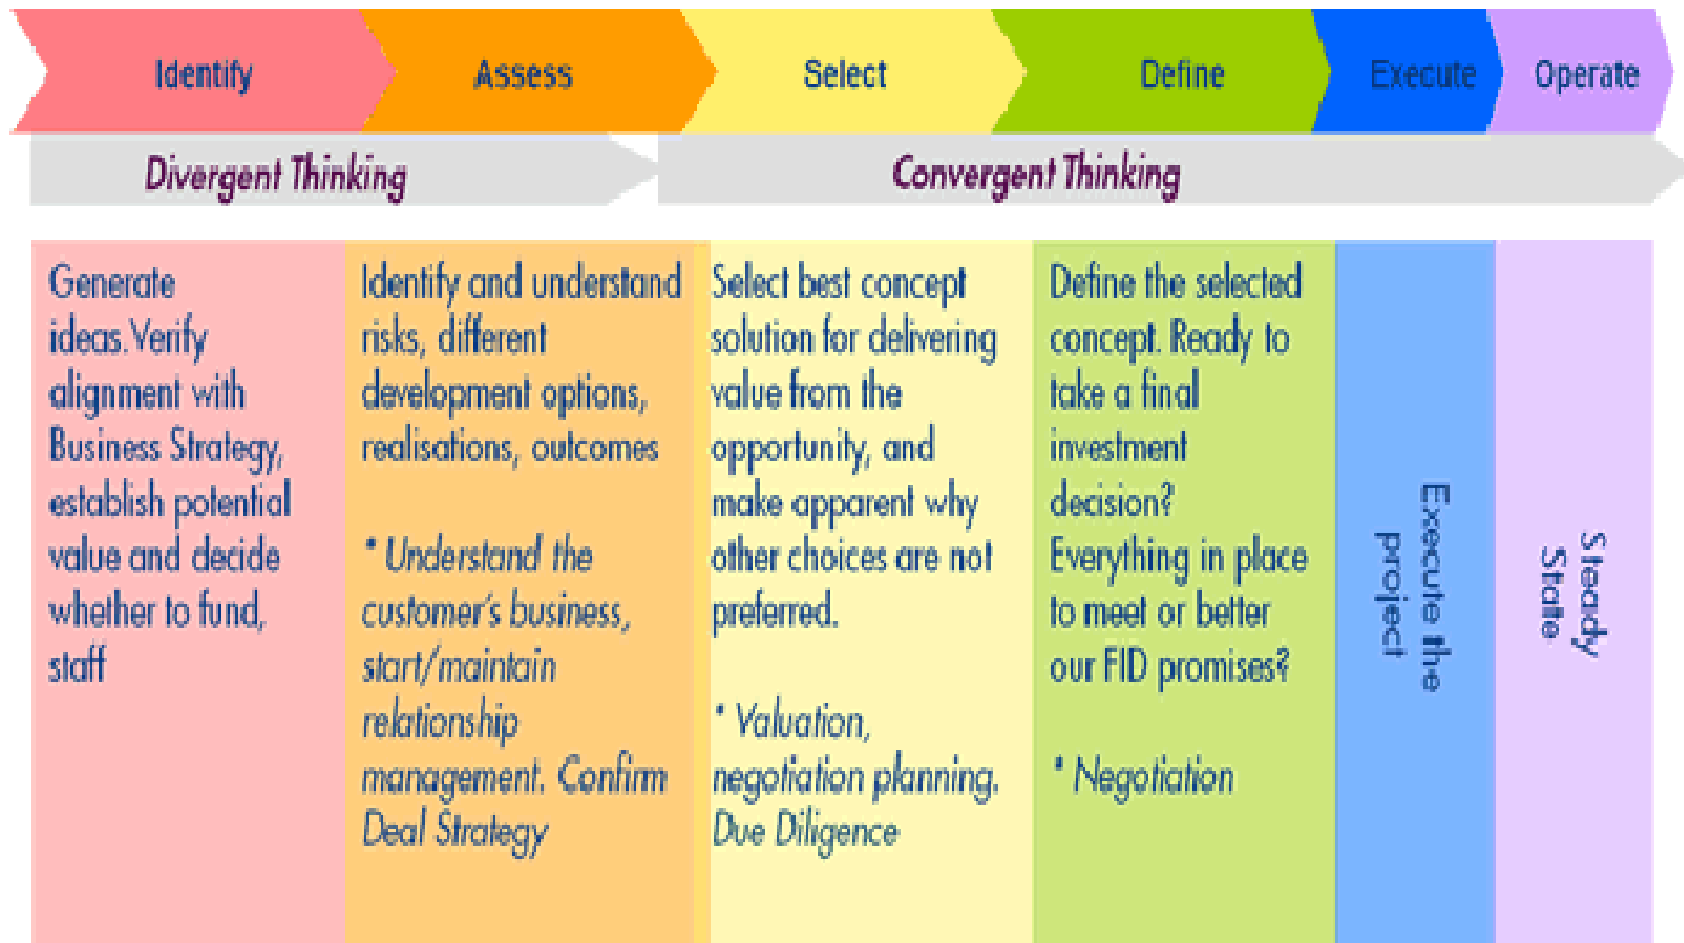 Identify
Assess
Select
Define
Execute
Operate
Divergent Thinking
Convergent Thinking
Generate
ideas. Verify
alignment with
Business Strategy,
establish potential
value and decide
whether to fund,
staff
Identify and understand
risks, different
development options,
realisations, outcomes
* Understand the
customer's business,
start/maintain
relationship
management. Confirm
Deal Strategy
Select best concept
solution for delivering
value from the
opportunity, and
make apparent why
other choices are not
preferred.
* Valuation,
negotiation planning.
Due Diligence
Define the selected
concept. Ready to
take a final
investment
decision?
Everything in place
to meet or better
our FID promises?
* Negotiation
Execute the
project
Steady
State